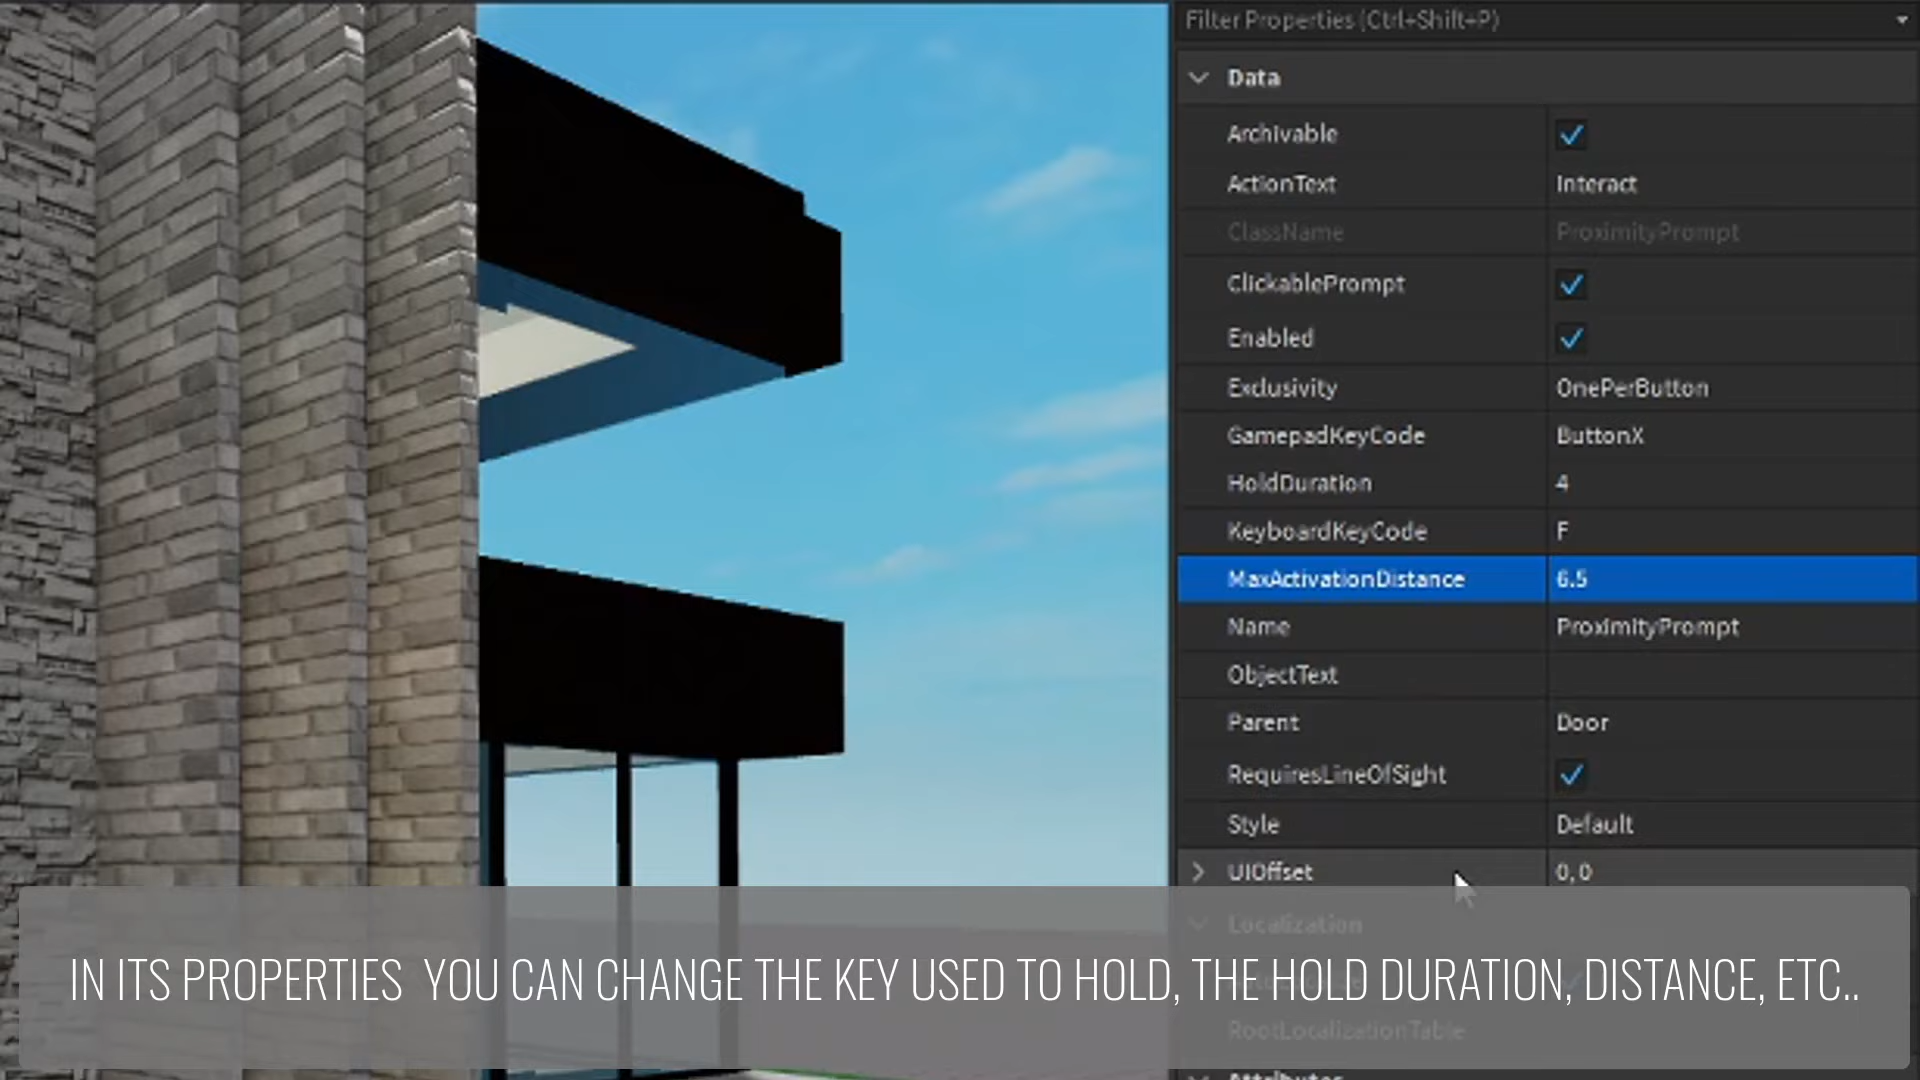 Filter Properties (Ctrl+Shift+P)
Data
Archivable
ActionText Interact
ClassName ProximityPrompt
ClickablePrompt
Enabled
Exclusivity OnePerButton
GamepadKeyCode ButtonX
HoldDuration 4
KeyboardKeyCode F
MaxActivationDistance 6.5
Name ProximityPrompt
ObjectText
Parent Door
RequiresLineOfSight
Style Default
UIOffset 0, 0
Localization
IN ITS PROPERTIES YOU CAN CHANGE THE KEY USED TO HOLD, THE HOLD DURATION, DISTANCE, ETC..
RootLocalizationTable
Attributes